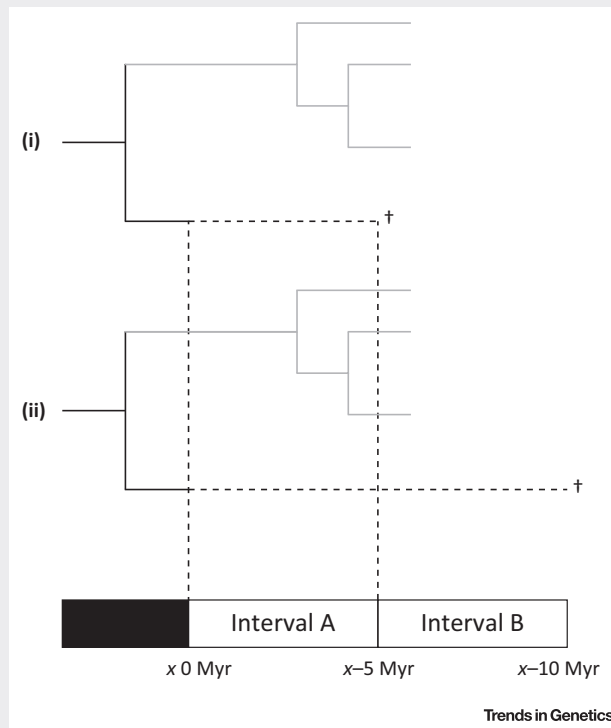 (i)
†
(ii)
†
Interval A Interval B
x 0 Myr x–5 Myr x–10 Myr
Trends in Genetics